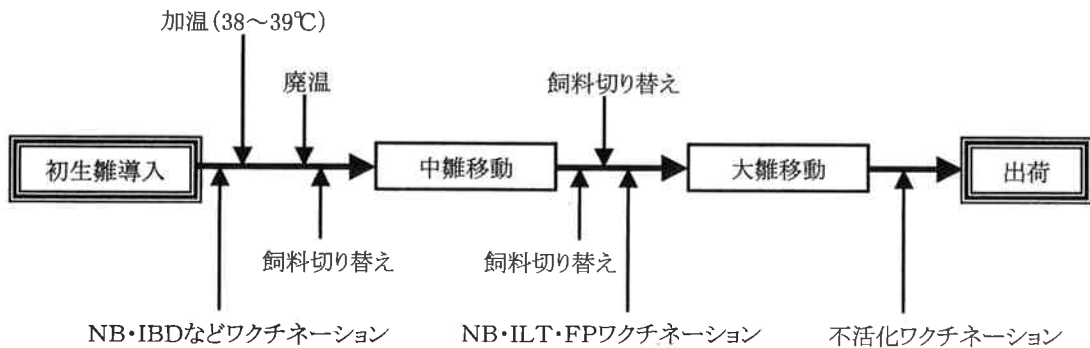 加温(38〜39℃)
廃温
飼料切り替え
初生雛導入
中雛移動
大雛移動
出荷
飼料切り替え
飼料切り替え
NB・IBDなどワクチネーション
NB・ILT・FPワクチネーション
不活化ワクチネーション